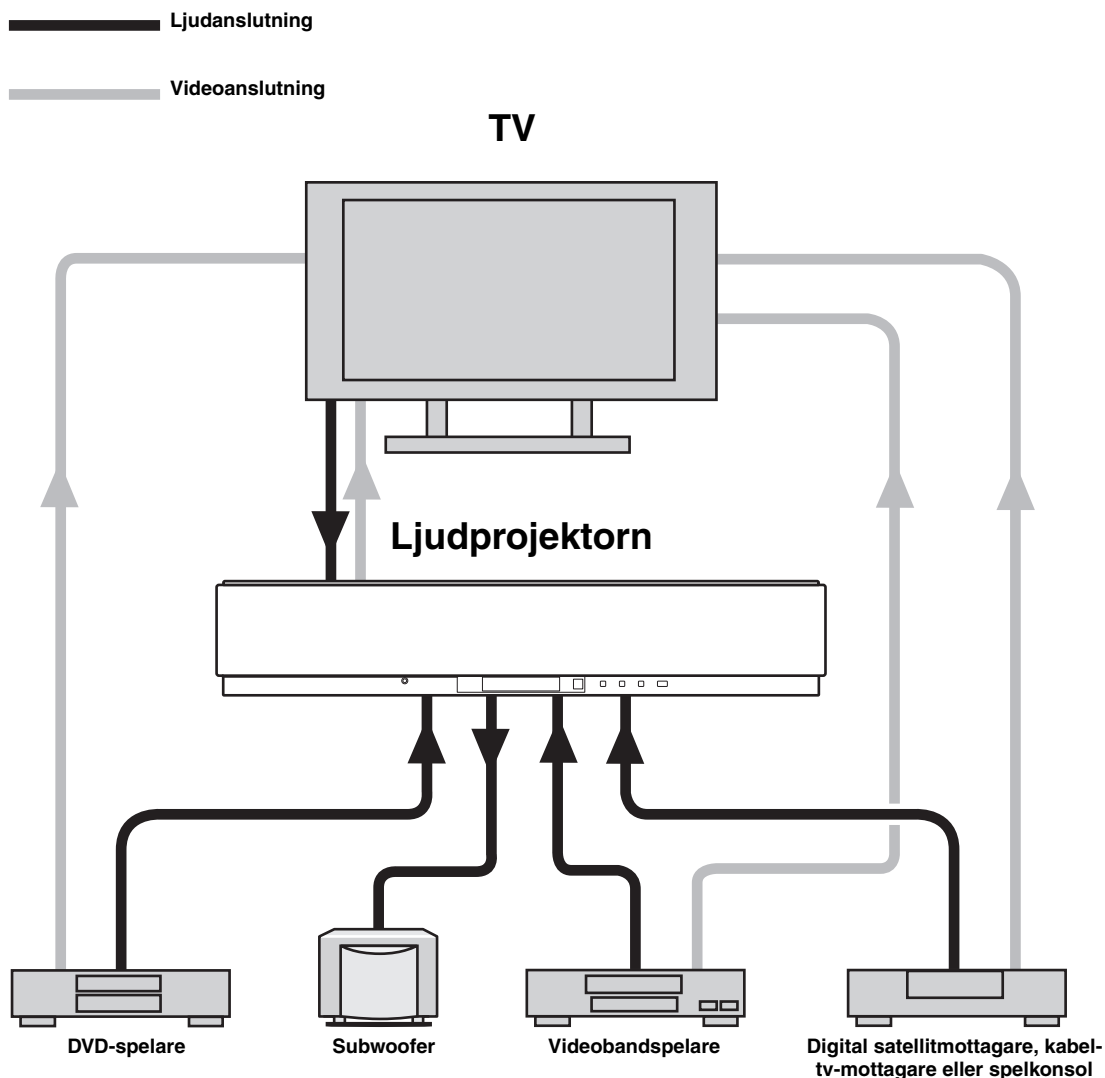 Ljudanslutning
Videoanslutning
TV
Ljudprojektorn
DVD-spelare
Subwoofer
Videobandspelare
Digital satellitmottagare, kabel-
tv-mottagare eller spelkonsol